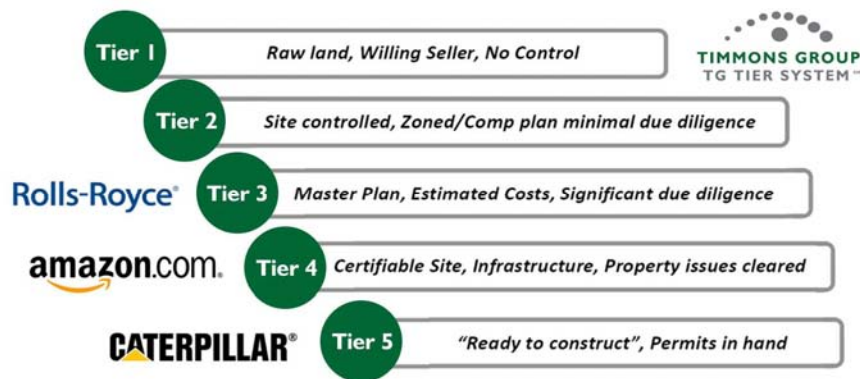 Tier 1
Raw land, Willing Seller, No Control
TIMMONS GROUP
TG TIER SYSTEM℠
Tier 2
Site controlled, Zoned/Comp plan minimal due diligence
Rolls-Royce®
Tier 3
Master Plan, Estimated Costs, Significant due diligence
amazon.com.
Tier 4
Certifiable Site, Infrastructure, Property issues cleared
CATERPILLAR®
Tier 5
“Ready to construct”, Permits in hand